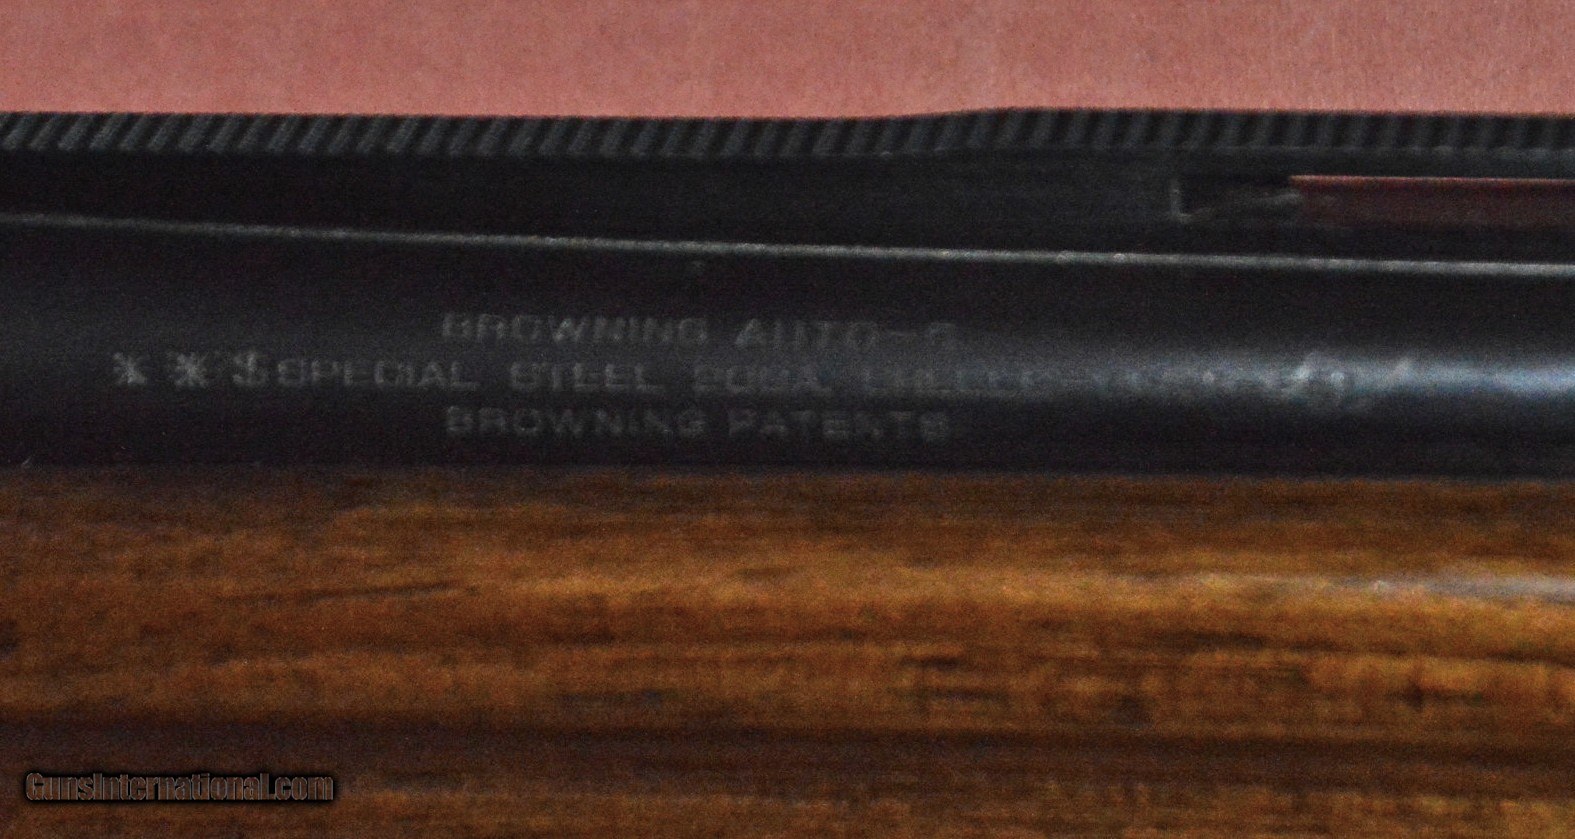 BROWNING AUTO-5
**$SPECIAL STEEL 20GA.
BROWNING PATENTS
GunsInternational.com